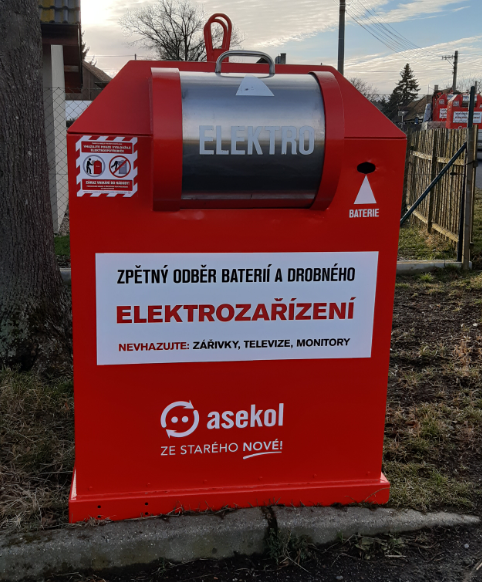 ELEKTRO
BATERIE
ZPĚTNÝ ODBĚR BATERIÍ A DROBNÉHO
ELEKTROZAŘÍZENÍ
NEVHAZUJTE: ZÁŘIVKY, TELEVIZE, MONITORY
asekol
ZE STARÉHO NOVÉ!